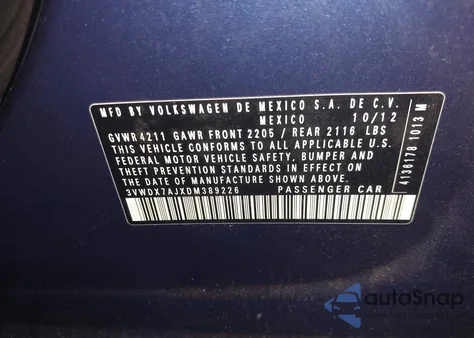 MFD BY VOLKSWAGEN DE MEXICO S.A. DE C.V.
MEXICO 10/12
GVWR 4211 GAWR FRONT 2205 / REAR 2116 LBS
THIS VEHICLE CONFORMS TO ALL APPLICABLE U.S.
FEDERAL MOTOR VEHICLE SAFETY, BUMPER AND
THEFT PREVENTION STANDARDS IN EFFECT ON
THE DATE OF MANUFACTURE SHOWN ABOVE.
3VWDX7AJXDM389226 PASSENGER CAR
4130178 1013 M
autoSnap